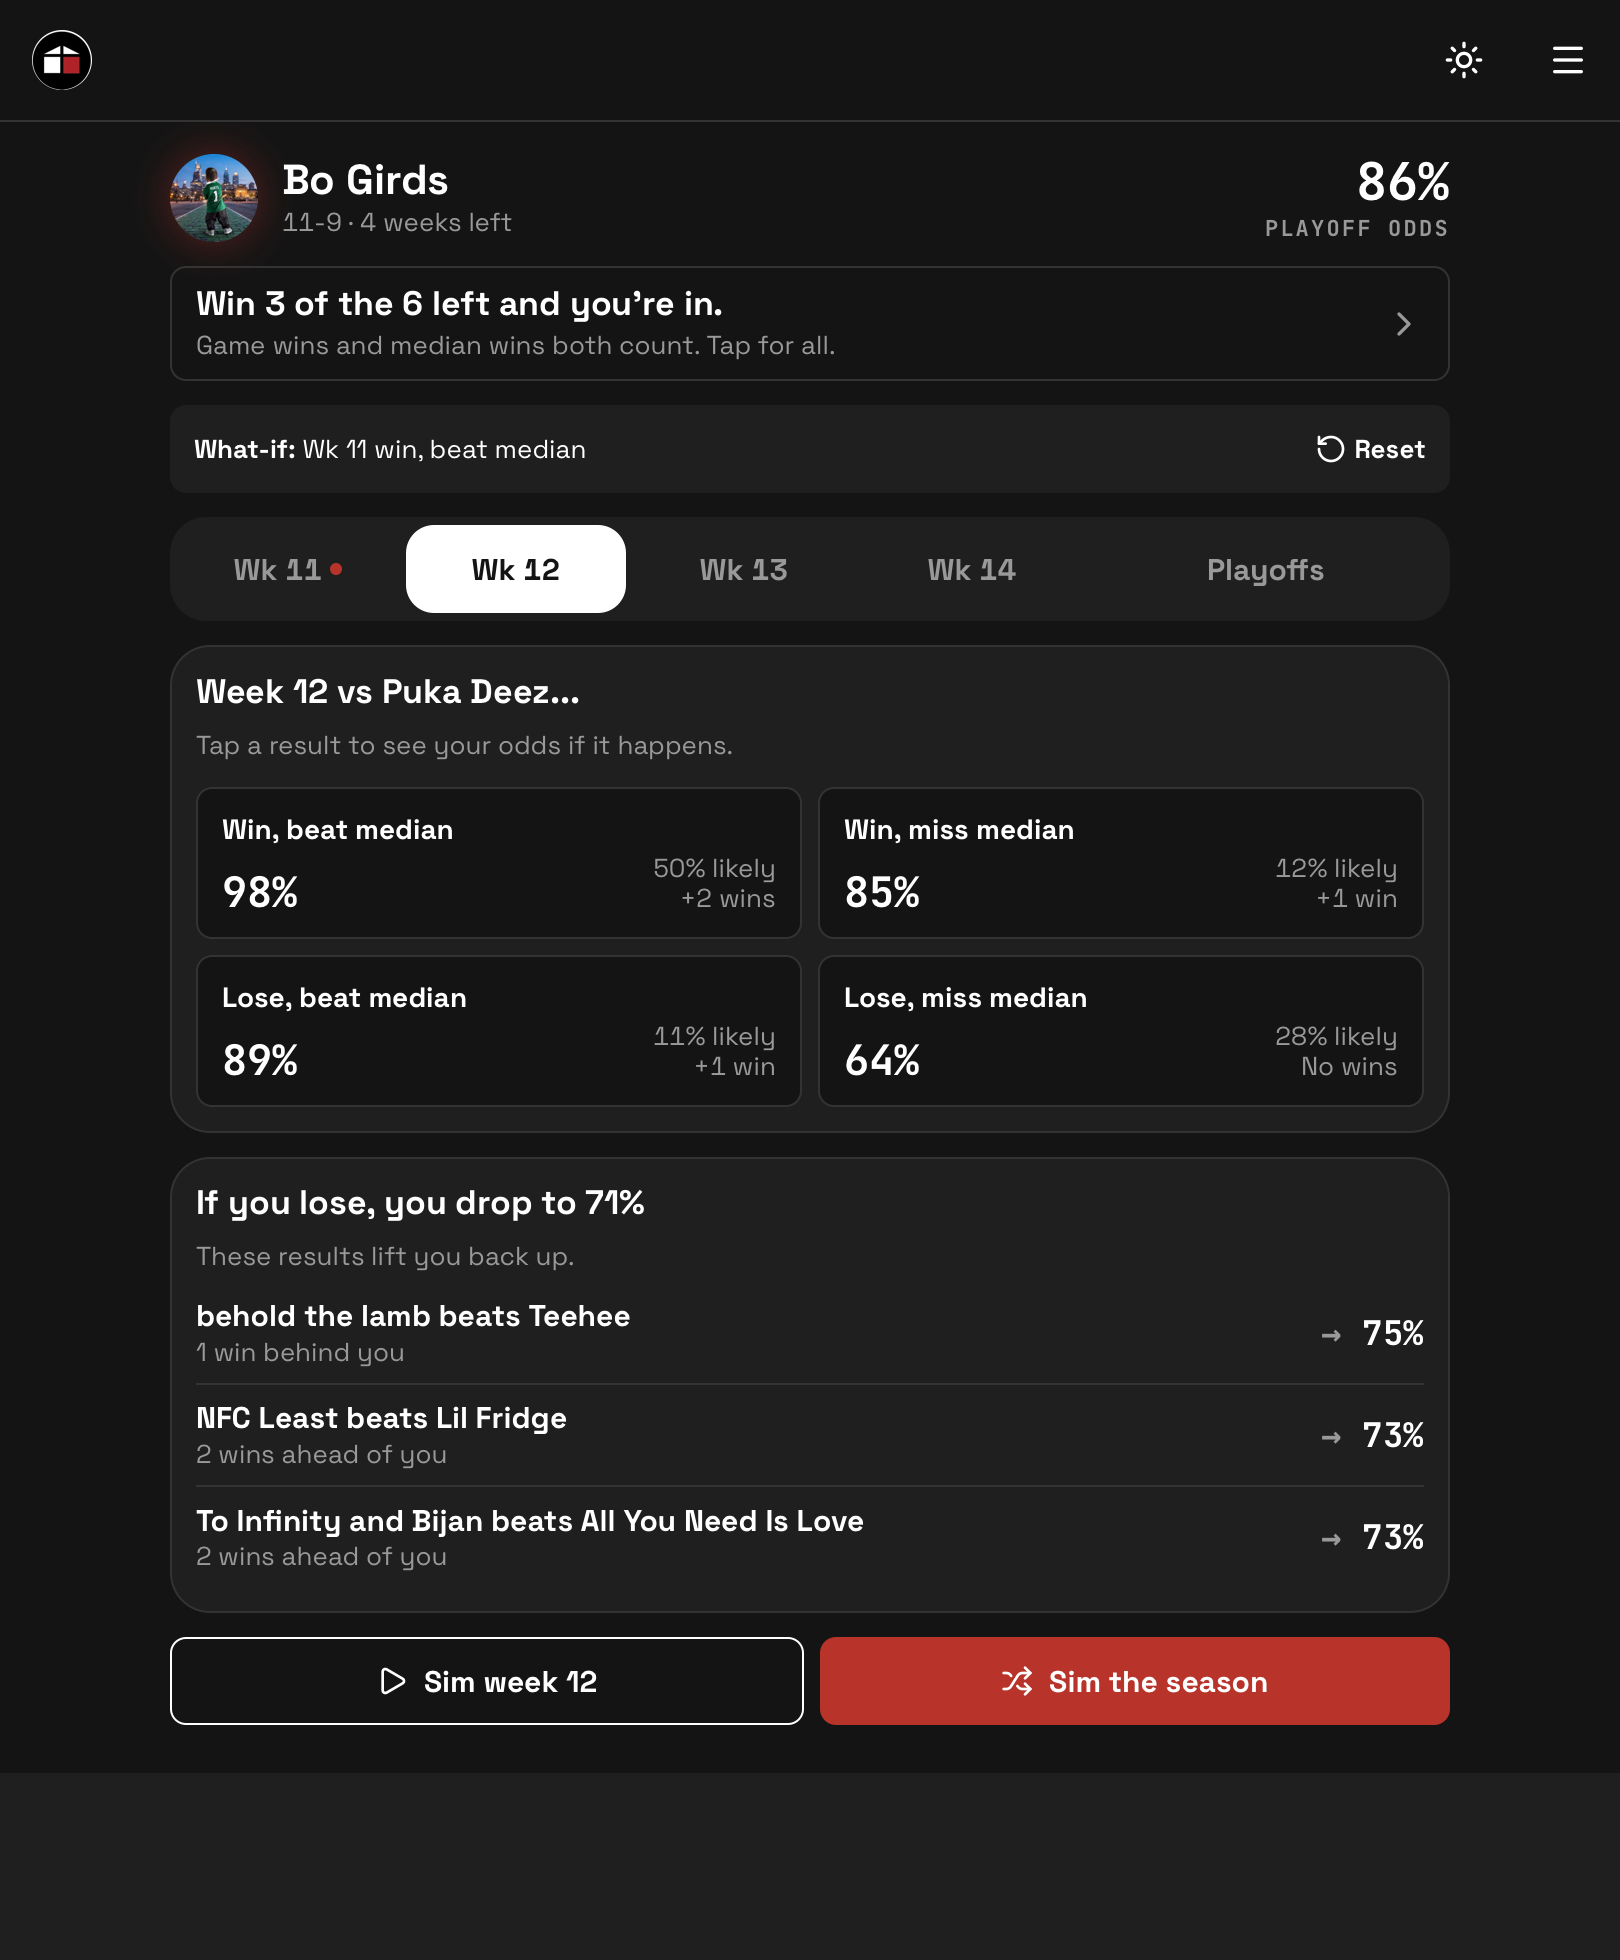 Bo Girds
11-9 · 4 weeks left
86%
PLAYOFF ODDS
Win 3 of the 6 left and you’re in.
Game wins and median wins both count. Tap for all.
What-if: Wk 11 win, beat median
Reset
Wk 11
Wk 12
Wk 13
Wk 14
Playoffs
Week 12 vs Puka Deez...
Tap a result to see your odds if it happens.
Win, beat median
98%
50% likely
+2 wins
Win, miss median
85%
12% likely
+1 win
Lose, beat median
89%
11% likely
+1 win
Lose, miss median
64%
28% likely
No wins
If you lose, you drop to 71%
These results lift you back up.
behold the lamb beats Teehee
1 win behind you
→ 75%
NFC Least beats Lil Fridge
2 wins ahead of you
→ 73%
To Infinity and Bijan beats All You Need Is Love
2 wins ahead of you
→ 73%
Sim week 12
Sim the season